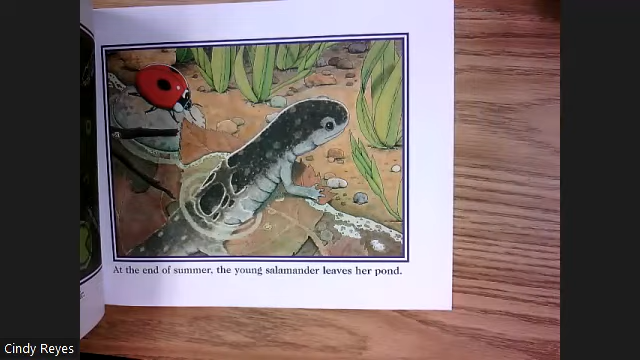 At the end of summer, the young salamander leaves her pond.
Cindy Reyes